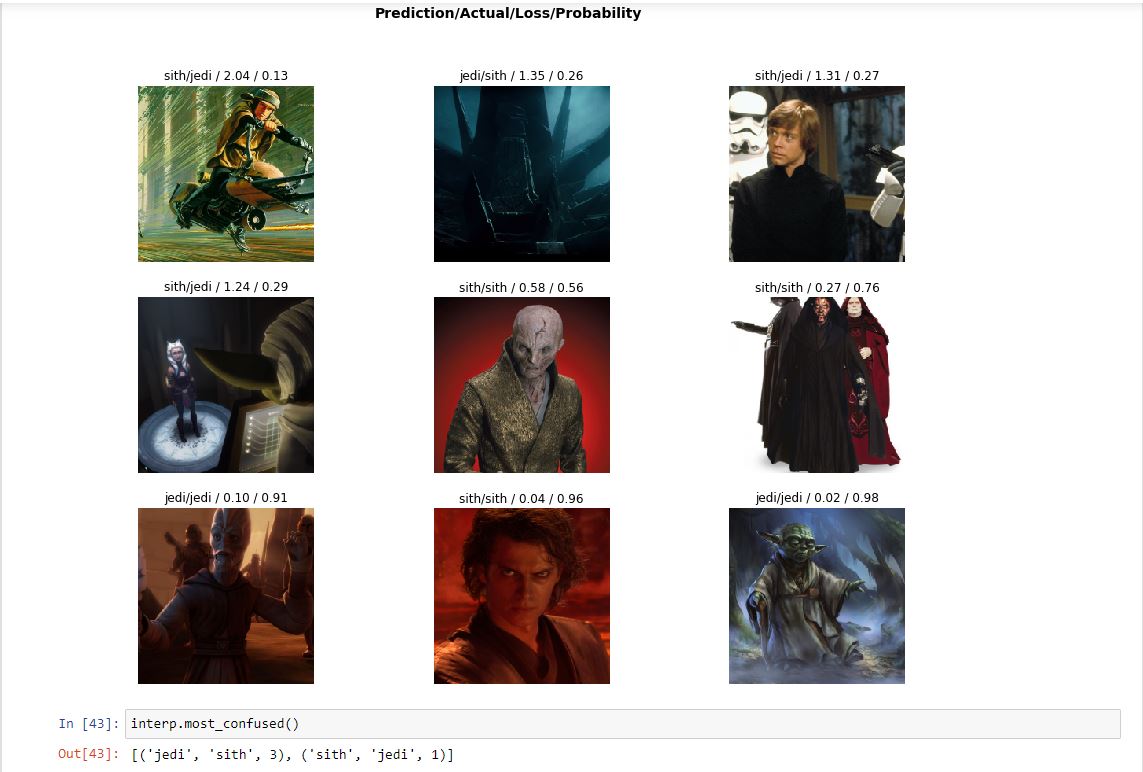 Prediction/Actual/Loss/Probability
sith/jedi / 2.04 / 0.13
jedi/sith / 1.35 / 0.26
sith/jedi / 1.31 / 0.27
sith/jedi / 1.24 / 0.29
sith/sith / 0.58 / 0.56
sith/sith / 0.27 / 0.76
jedi/jedi / 0.10 / 0.91
sith/sith / 0.04 / 0.96
jedi/jedi / 0.02 / 0.98
In [43]: interp.most_confused()
Out[43]: [('jedi', 'sith', 3), ('sith', 'jedi', 1)]